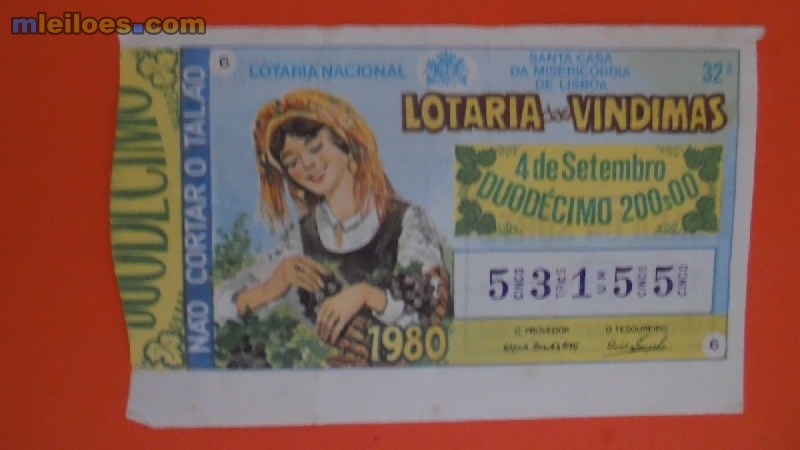 mleiloes.com
DUODÉCIMO
NÃO CORTAR O TALÃO
6
LOTARIA NACIONAL
SANTA CASA
DA MISERICÓRDIA
DE LISBOA
32ª
LOTARIA das VINDIMAS
4 de Setembro
DUODÉCIMO 200$00
5 CINCO 3 TRES 1 UM 5 CINCO 5 CINCO
O PROVEDOR O TESOUREIRO
1980
6